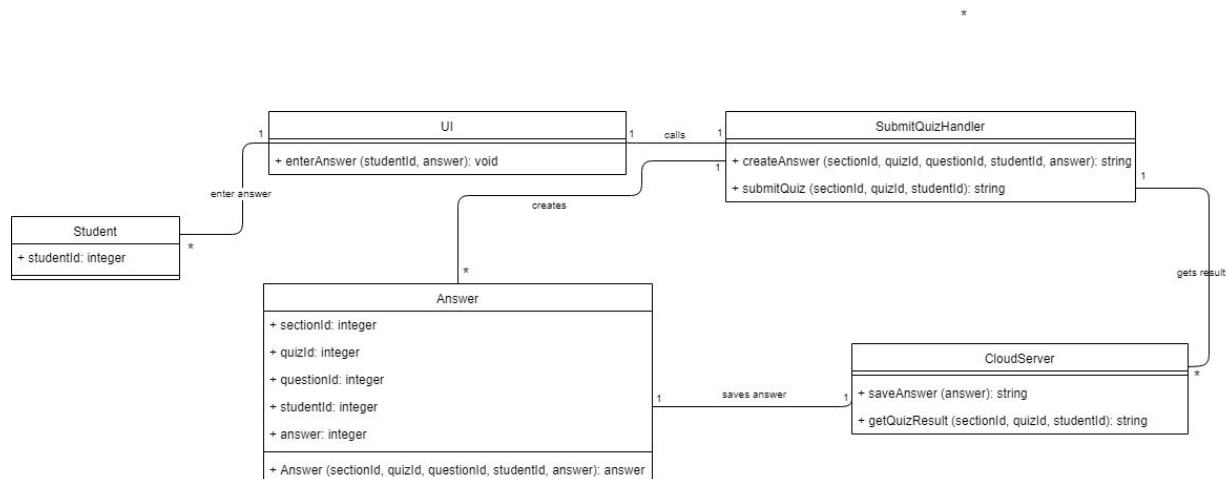 *
UI
+ enterAnswer (studentId, answer): void
1
1
calls
1
SubmitQuizHandler
+ createAnswer (sectionId, quizId, questionId, studentId, answer): string
+ submitQuiz (sectionId, quizId, studentId): string
1
1
enter answer
creates
Student
+ studentId: integer
*
*
gets result
Answer
+ sectionId: integer
+ quizId: integer
+ questionId: integer
+ studentId: integer
+ answer: integer
+ Answer (sectionId, quizId, questionId, studentId, answer): answer
1
saves answer
1
CloudServer
+ saveAnswer (answer): string
+ getQuizResult (sectionId, quizId, studentId): string
*